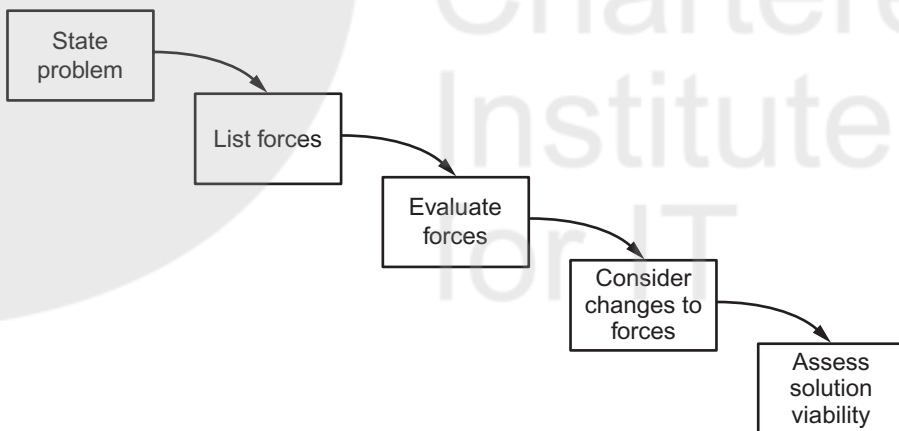 Chartere
Institute
for IT
State
problem
List forces
Evaluate
forces
Consider
changes to
forces
Assess
solution
viability